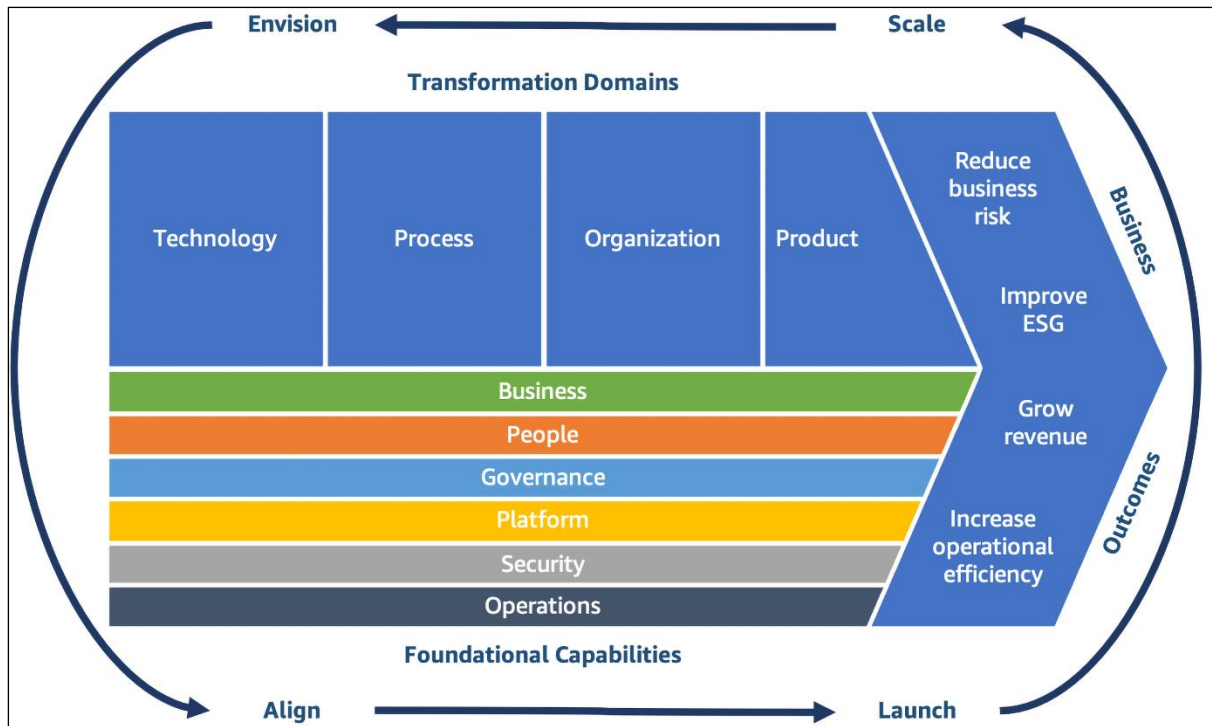 Envision
Scale
Transformation Domains
Technology
Process
Organization
Product
Reduce
business
risk
Improve
ESG
Grow
revenue
Increase
operational
efficiency
Business
Outcomes
Business
People
Governance
Platform
Security
Operations
Foundational Capabilities
Align
Launch